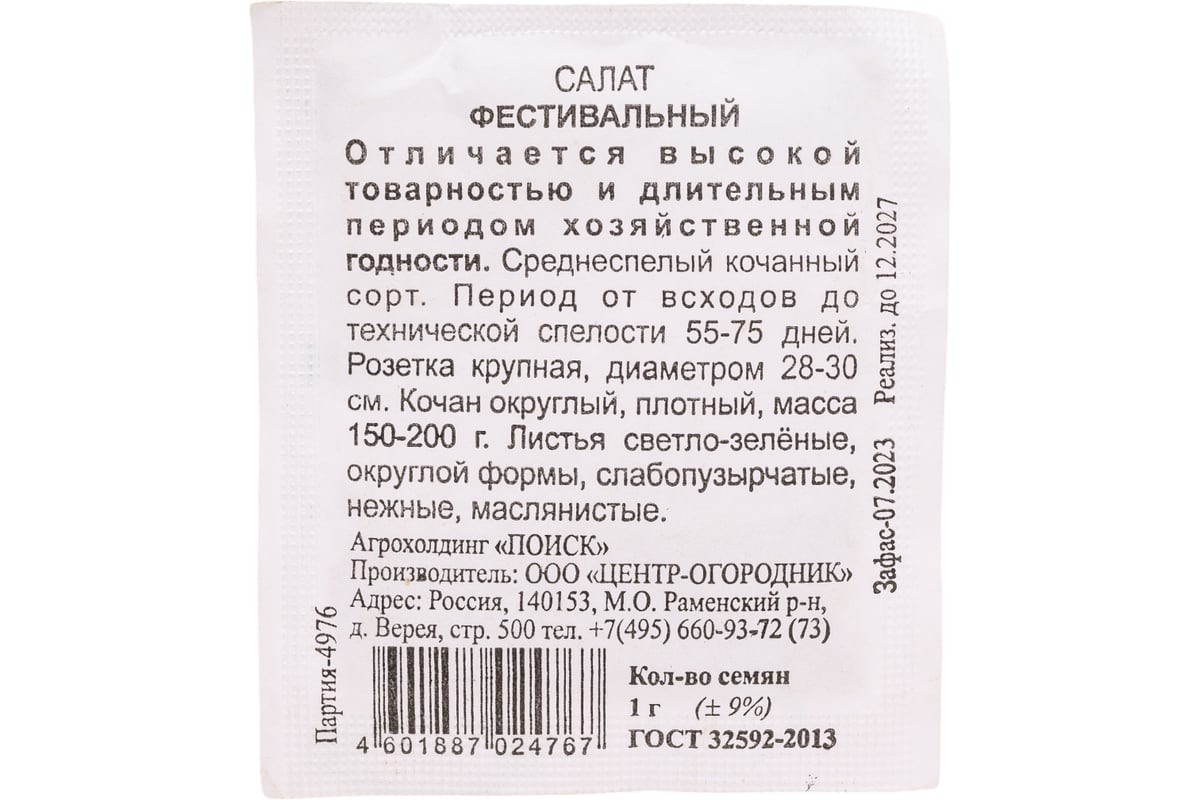 САЛАТ
ФЕСТИВАЛЬНЫЙ
Отличается высокой
товарностью и длительным
периодом хозяйственной
годности. Среднеспелый кочанный
сорт. Период от всходов до
технической спелости 55-75 дней.
Розетка крупная, диаметром 28-30
см. Кочан округлый, плотный, масса
150-200 г. Листья светло-зелёные,
округлой формы, слабопузырчатые,
нежные, маслянистые.
Агрохолдинг «ПОИСК»
Производитель: ООО «ЦЕНТР-ОГОРОДНИК»
Адрес: Россия, 140153, М.О. Раменский р-н,
д. Верея, стр. 500 тел. +7(495) 660-93-72 (73)
Партия-4976
4 601887 024767
Кол-во семян
1 г (± 9%)
ГОСТ 32592-2013
Зафас-07.2023 Реализ. до 12.2027